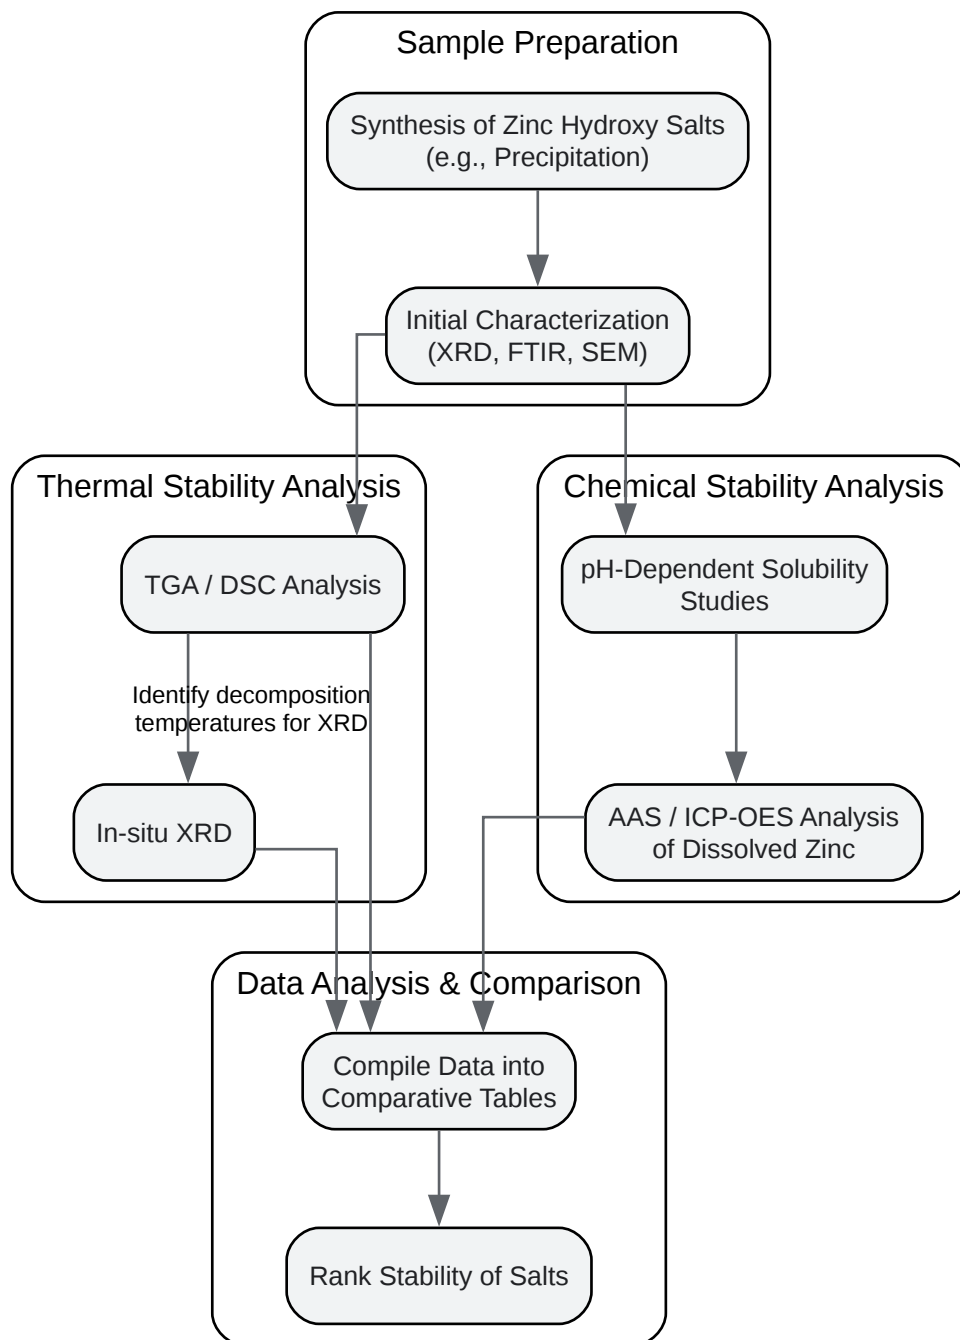 Sample Preparation
Synthesis of Zinc Hydroxy Salts
(e.g., Precipitation)
Initial Characterization
(XRD, FTIR, SEM)
Thermal Stability Analysis
TGA / DSC Analysis
Identify decomposition
temperatures for XRD
In-situ XRD
Chemical Stability Analysis
pH-Dependent Solubility
Studies
AAS / ICP-OES Analysis
of Dissolved Zinc
Data Analysis & Comparison
Compile Data into
Comparative Tables
Rank Stability of Salts